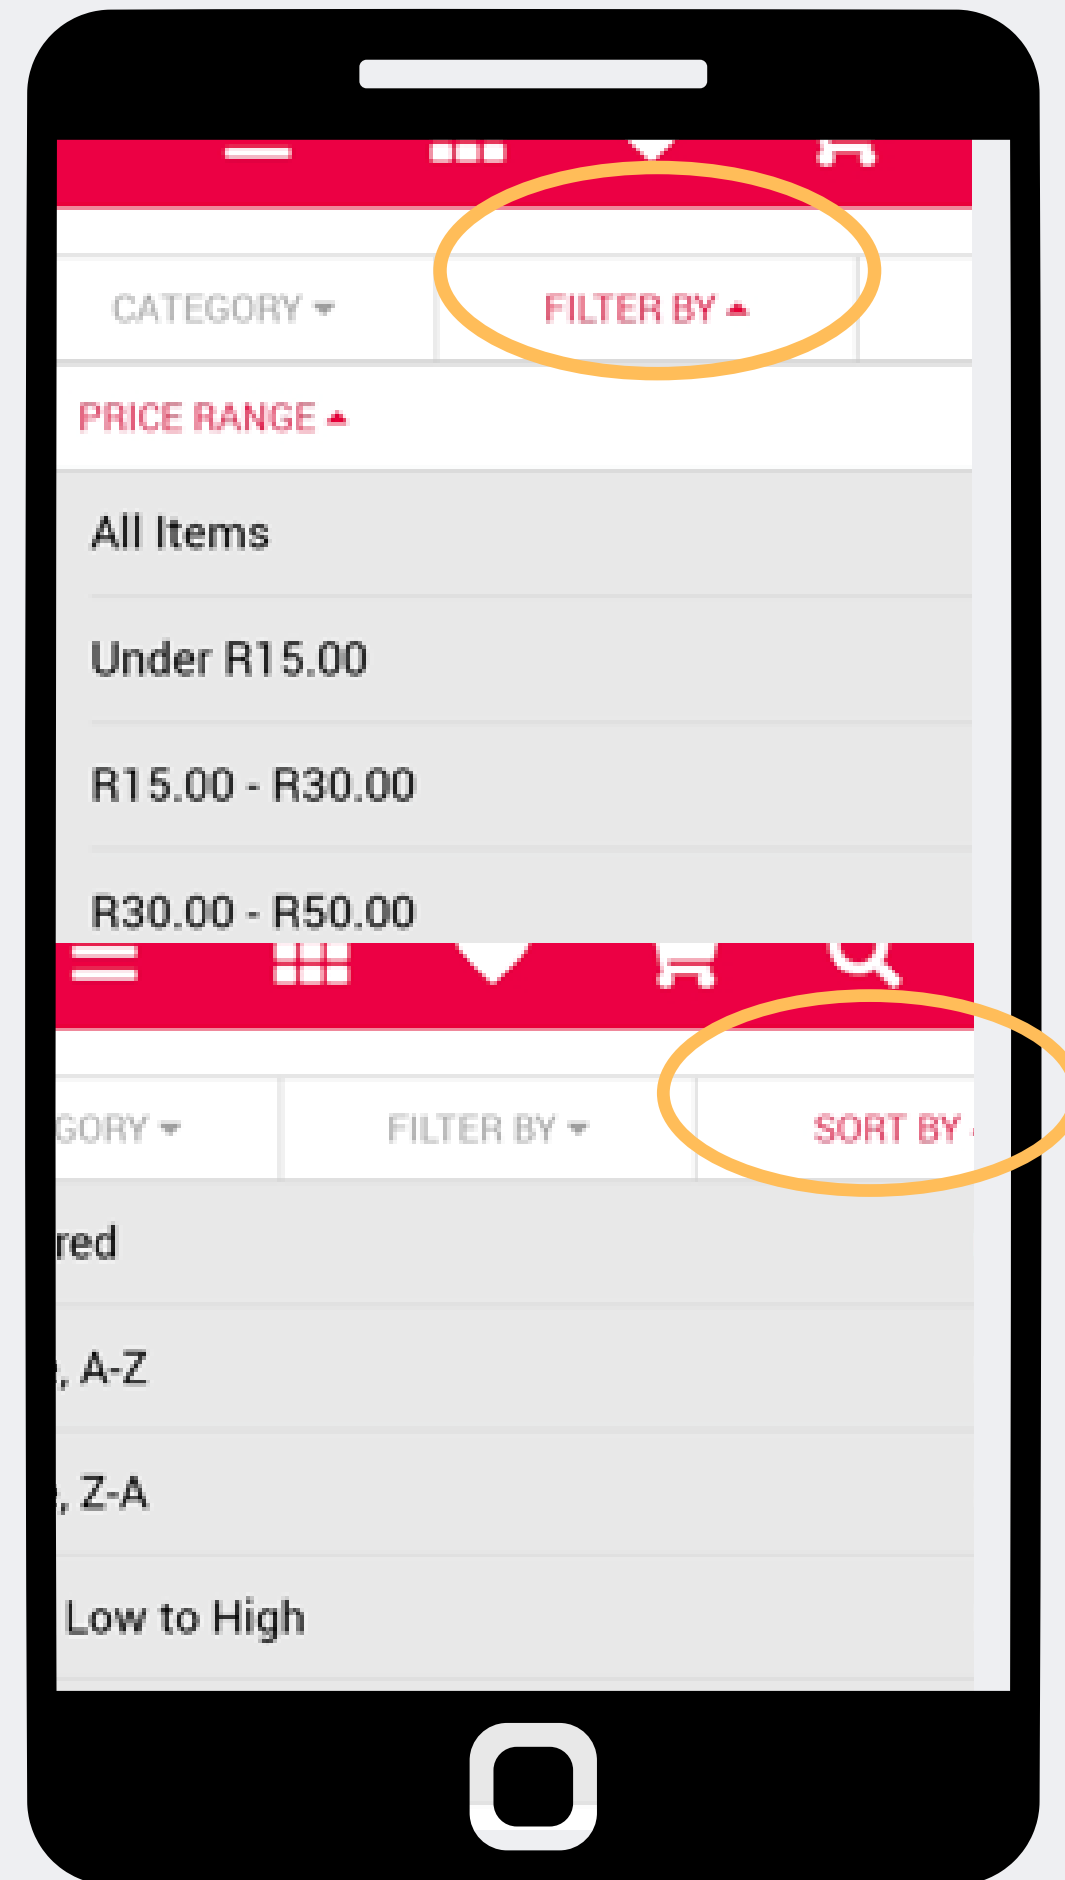 CATEGORY FILTER BY
PRICE RANGE
All Items
Under R15.00
R15.00 - R30.00
R30.00 - R50.00
GORY FILTER BY SORT BY
red
, A-Z
, Z-A
Low to High